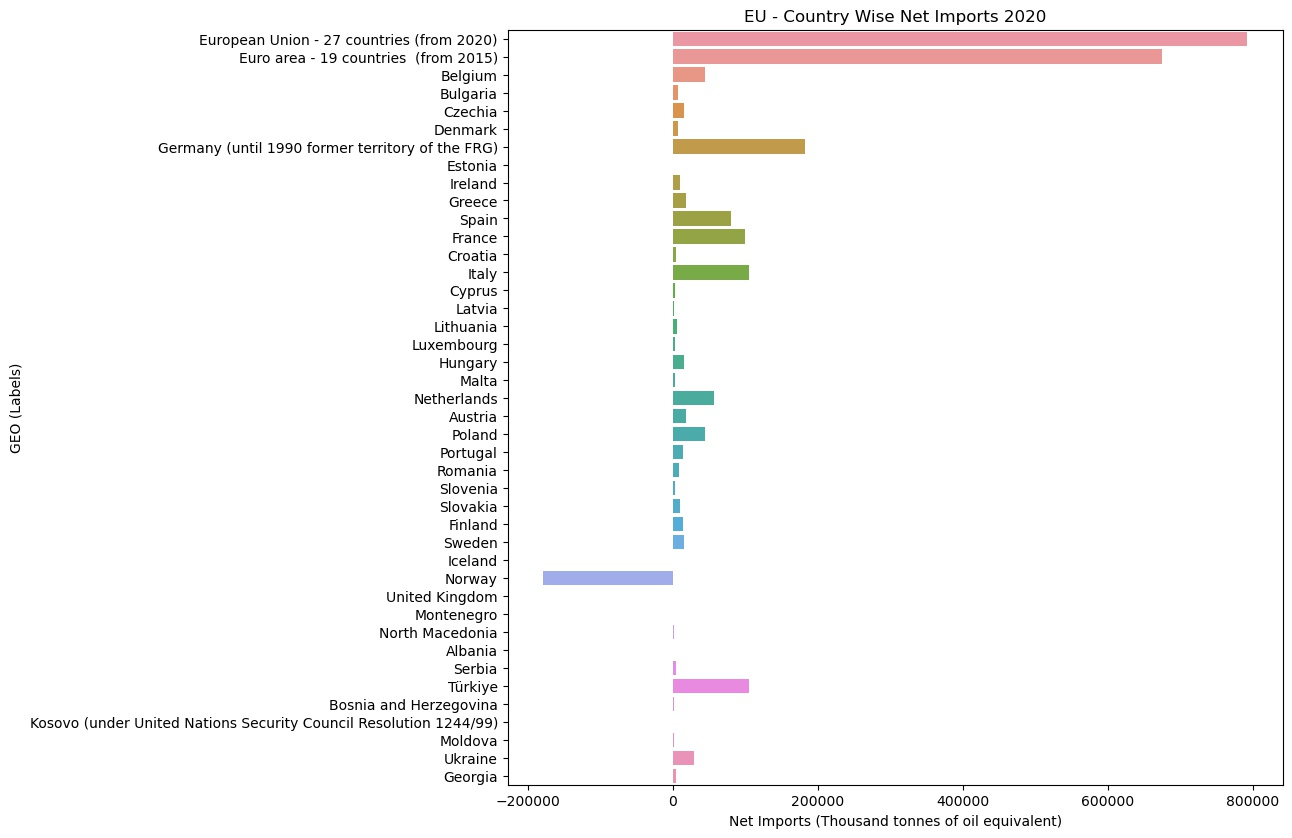 EU - Country Wise Net Imports 2020
European Union - 27 countries (from 2020)
Euro area - 19 countries  (from 2015)
Belgium
Bulgaria
Czechia
Denmark
Germany (until 1990 former territory of the FRG)
Estonia
Ireland
Greece
Spain
France
Croatia
Italy
Cyprus
Latvia
Lithuania
Luxembourg
Hungary
Malta
Netherlands
Austria
Poland
Portugal
Romania
Slovenia
Slovakia
Finland
Sweden
Iceland
Norway
United Kingdom
Montenegro
North Macedonia
Albania
Serbia
Türkiye
Bosnia and Herzegovina
Kosovo (under United Nations Security Council Resolution 1244/99)
Moldova
Ukraine
Georgia
GEO (Labels)
−200000 0 200000 400000 600000 800000
Net Imports (Thousand tonnes of oil equivalent)